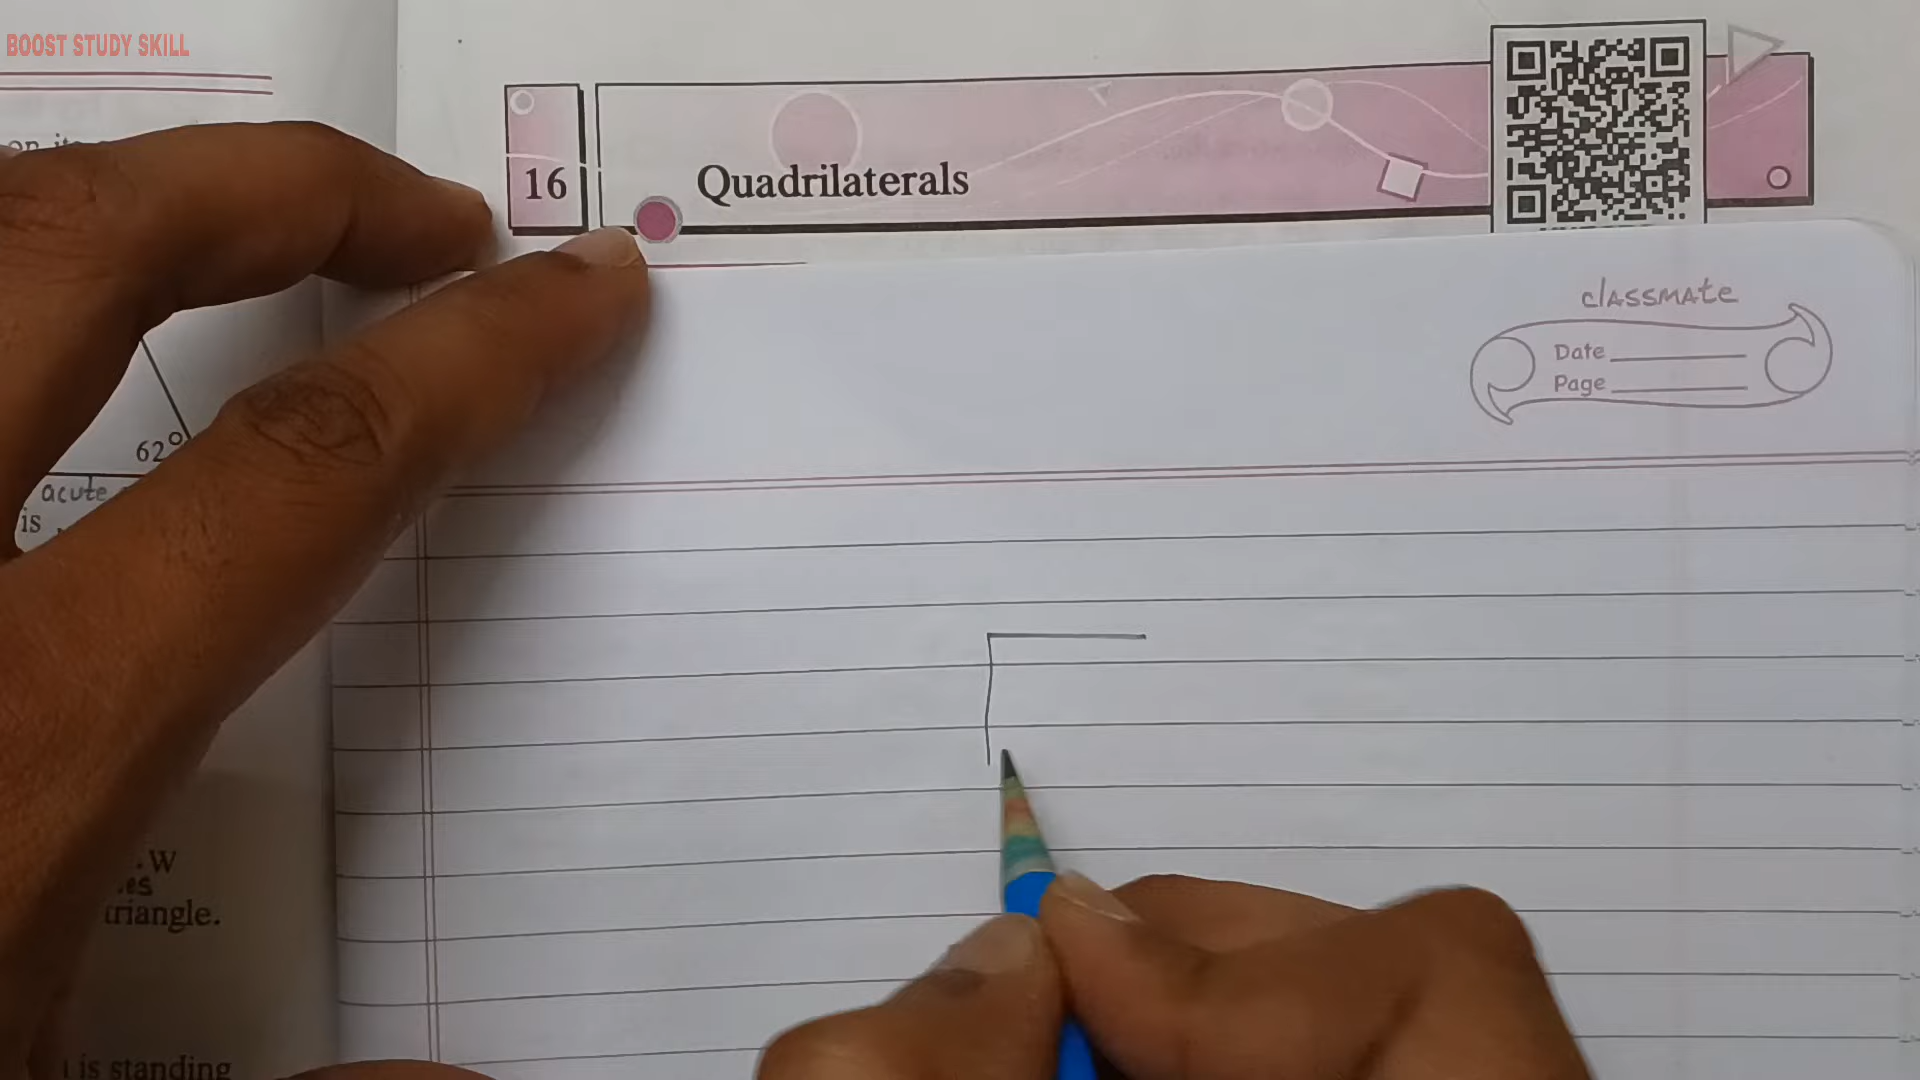 BOOST STUDY SKILL
16
Quadrilaterals
classmate
Date
Page
62°
acute
is
. W
es
triangle.
is standing